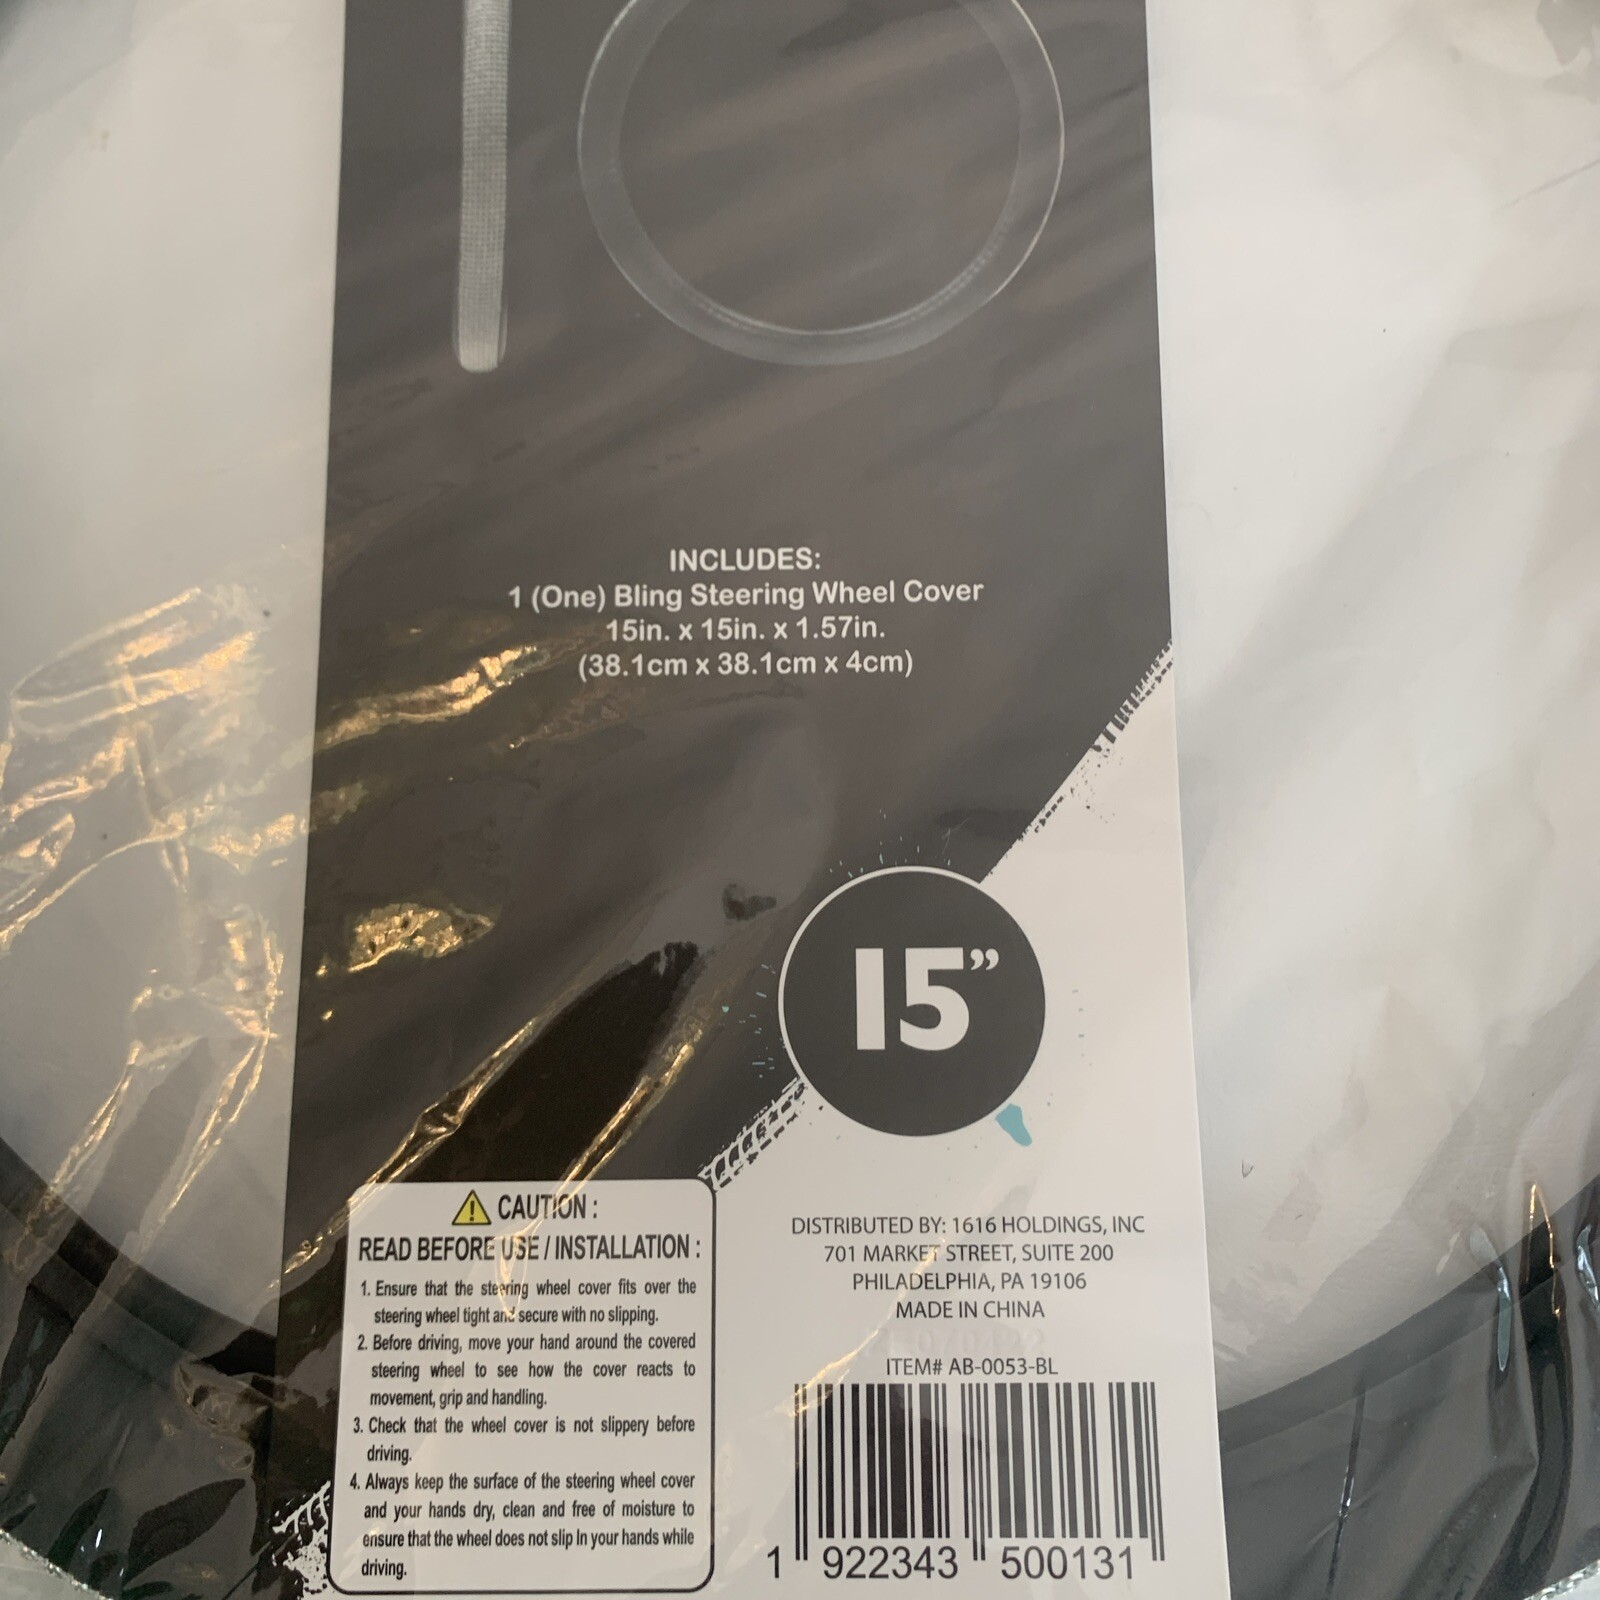 INCLUDES:
1 (One) Bling Steering Wheel Cover
15in. x 15in. x 1.57in.
(38.1cm x 38.1cm x 4cm)
15”
CAUTION :
READ BEFORE USE / INSTALLATION :
1. Ensure that the steering wheel cover fits over the
steering wheel tight and secure with no slipping.
2. Before driving, move your hand around the covered
steering wheel to see how the cover reacts to
movement, grip and handling.
3. Check that the wheel cover is not slippery before
driving.
4. Always keep the surface of the steering wheel cover
and your hands dry, clean and free of moisture to
ensure that the wheel does not slip In your hands while
driving.
DISTRIBUTED BY: 1616 HOLDINGS, INC
701 MARKET STREET, SUITE 200
PHILADELPHIA, PA 19106
MADE IN CHINA
ITEM# AB-0053-BL
1 922343 500131